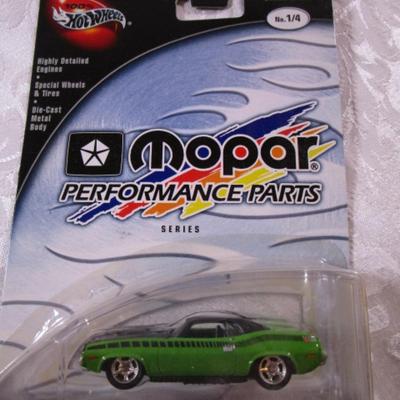 100%
Hot Wheels
No.1/4
Highly Detailed
Engines
•
Special Wheels
& Tires
•
Die-Cast
Metal
Body
mopar®
PERFORMANCE PARTS
SERIES